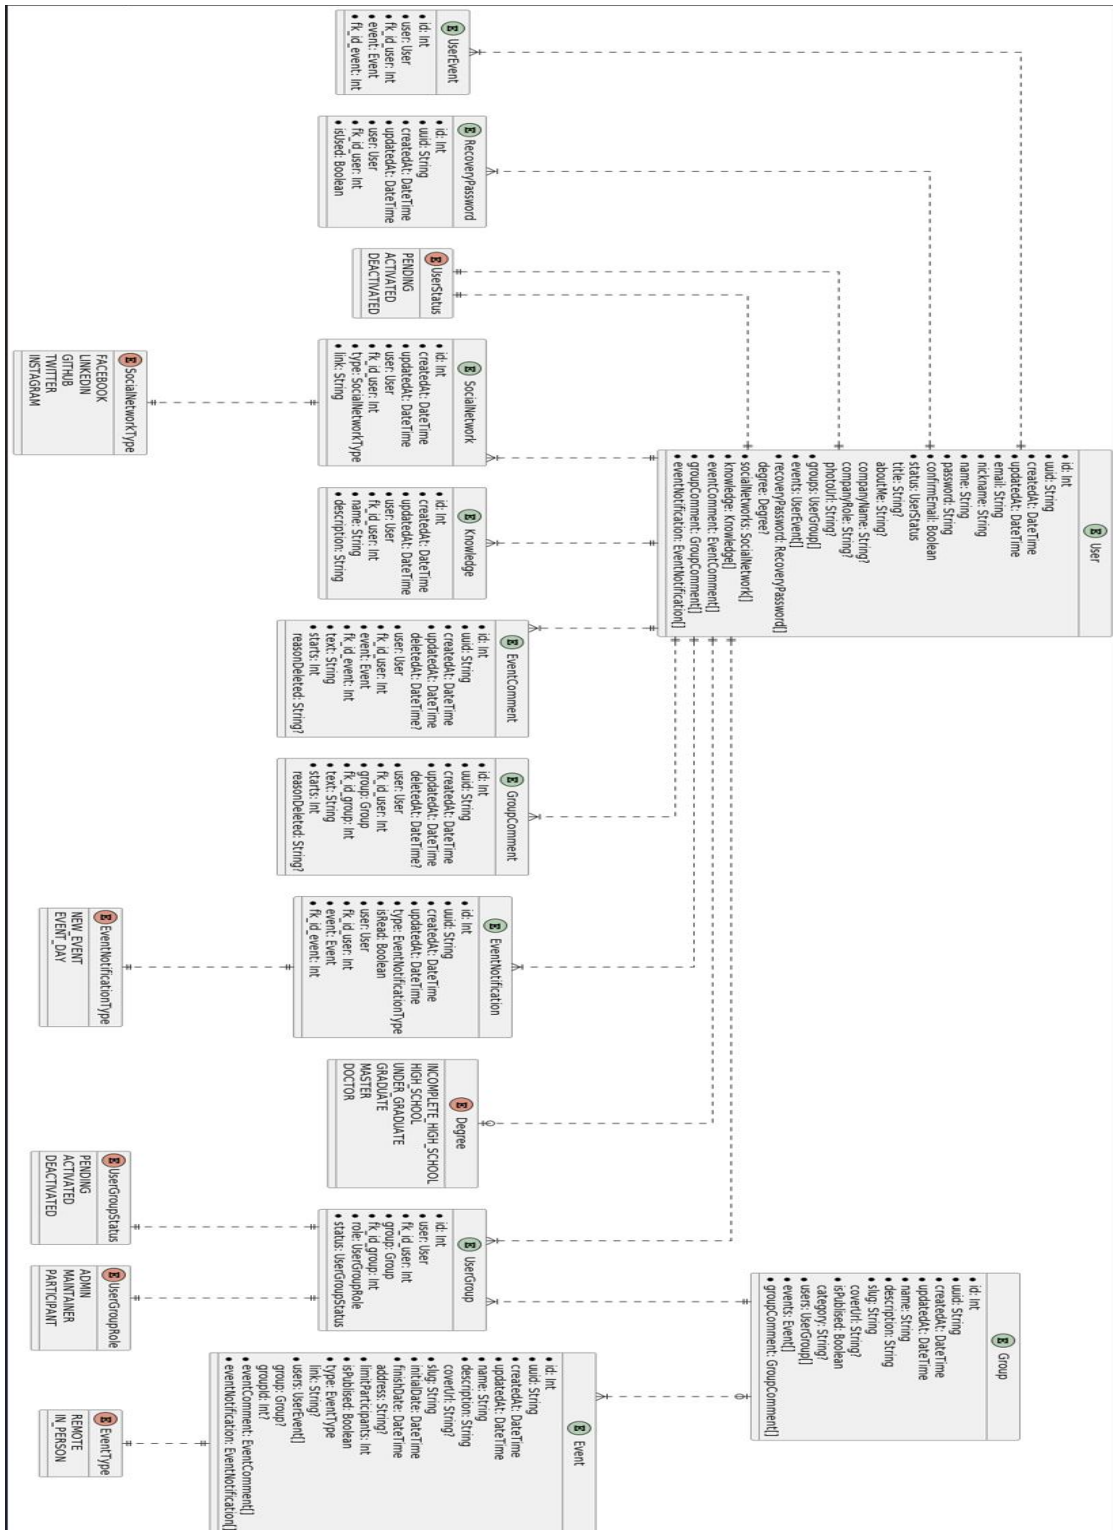 E User
id: Int
uuid: String
createdAt: DateTime
updatedAt: DateTime
email: String
nickname: String
name: String
password: String
confirmEmail: Boolean
status: UserStatus
title: String?
aboutMe: String?
companyName: String?
companyRole: String?
photoUrl: String?
groups: UserGroup[]
events: UserEvent[]
recoveryPassword: RecoveryPassword[]
degree: Degree?
socialNetworks: SocialNetwork[]
knowledge: Knowledge[]
eventComment: EventComment[]
groupComment: GroupComment[]
eventNotification: EventNotification[]
E Group
id: Int
uuid: String
createdAt: DateTime
updatedAt: DateTime
name: String
description: String
slug: String
coverUrl: String?
isPublised: Boolean
category: String?
users: UserGroup[]
events: Event[]
groupComment: GroupComment[]
E UserEvent
id: Int
user: User
fk_id_user: Int
event: Event
fk_id_event: Int
E RecoveryPassword
id: Int
uuid: String
createdAt: DateTime
updatedAt: DateTime
user: User
fk_id_user: Int
isUsed: Boolean
E UserStatus
PENDING
ACTIVATED
DEACTIVATED
E SocialNetwork
id: Int
createdAt: DateTime
updatedAt: DateTime
user: User
fk_id_user: Int
type: SocialNetworkType
link: String
E Knowledge
id: Int
createdAt: DateTime
updatedAt: DateTime
user: User
fk_id_user: Int
name: String
description: String
E EventComment
id: Int
uuid: String
createdAt: DateTime
updatedAt: DateTime
deletedAt: DateTime?
user: User
fk_id_user: Int
event: Event
fk_id_event: Int
text: String
starts: Int
reasonDeleted: String?
E GroupComment
id: Int
uuid: String
createdAt: DateTime
updatedAt: DateTime
deletedAt: DateTime?
user: User
fk_id_user: Int
group: Group
fk_id_group: Int
text: String
starts: Int
reasonDeleted: String?
E EventNotification
id: Int
uuid: String
createdAt: DateTime
updatedAt: DateTime
type: EventNotificationType
isRead: Boolean
user: User
fk_id_user: Int
event: Event
fk_id_event: Int
E Degree
INCOMPLETE_HIGH_SCHOOL
HIGH_SCHOOL
UNDER_GRADUATE
GRADUATE
MASTER
DOCTOR
E UserGroup
id: Int
user: User
fk_id_user: Int
group: Group
fk_id_group: Int
role: UserGroupRole
status: UserGroupStatus
E Event
id: Int
uuid: String
createdAt: DateTime
updatedAt: DateTime
name: String
description: String
coverUrl: String?
slug: String
initialDate: DateTime
finishDate: DateTime
address: String?
limitParticipants: Int
isPublised: Boolean
type: EventType
link: String?
users: UserEvent[]
group: Group?
groupId: Int?
eventComment: EventComment[]
eventNotification: EventNotification[]
E SocialNetworkType
FACEBOOK
LINKEDIN
GITHUB
TWITTER
INSTAGRAM
E EventNotificationType
NEW_EVENT
EVENT_DAY
E UserGroupStatus
PENDING
ACTIVATED
DEACTIVATED
E UserGroupRole
ADMIN
MAINTAINER
PARTICIPANT
E EventType
REMOTE
IN_PERSON